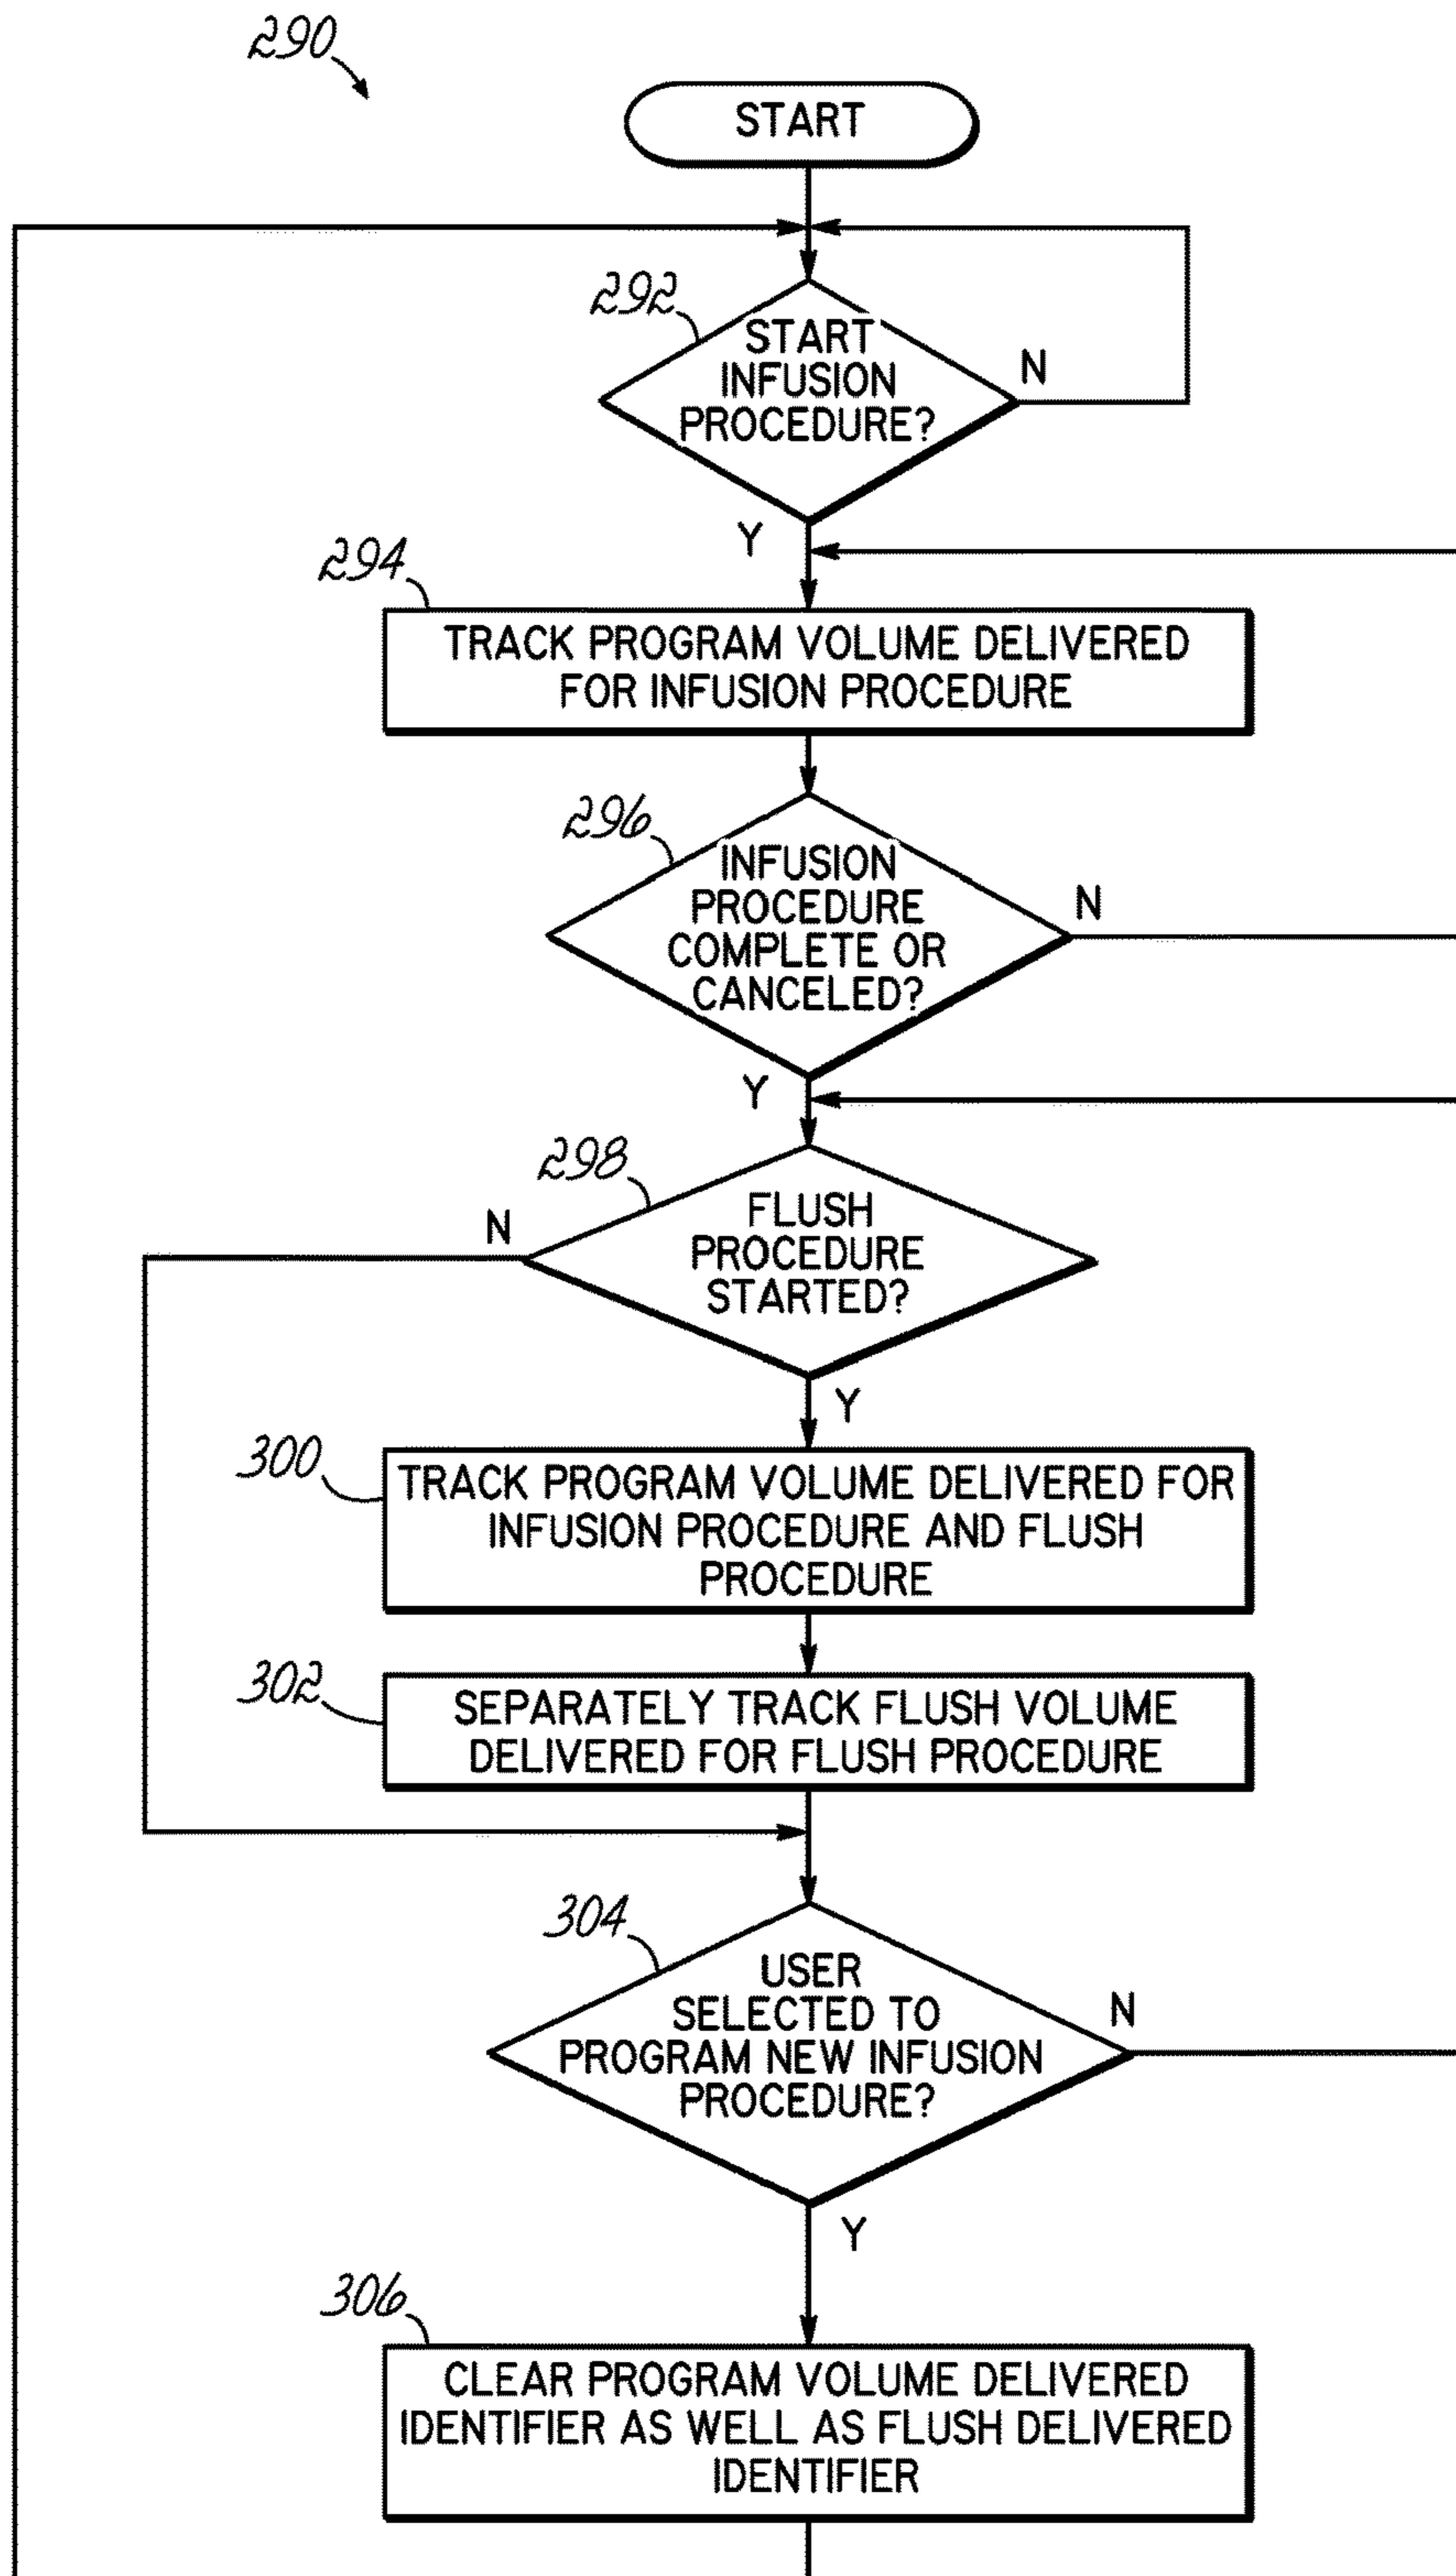 290
START
292
START
INFUSION
PROCEDURE?
N
Y
294
TRACK PROGRAM VOLUME DELIVERED
FOR INFUSION PROCEDURE
296
INFUSION
PROCEDURE
COMPLETE OR
CANCELED?
N
Y
298
FLUSH
PROCEDURE
STARTED?
N
Y
300
TRACK PROGRAM VOLUME DELIVERED FOR
INFUSION PROCEDURE AND FLUSH
PROCEDURE
302
SEPARATELY TRACK FLUSH VOLUME
DELIVERED FOR FLUSH PROCEDURE
304
USER
SELECTED TO
PROGRAM NEW INFUSION
PROCEDURE?
N
Y
306
CLEAR PROGRAM VOLUME DELIVERED
IDENTIFIER AS WELL AS FLUSH DELIVERED
IDENTIFIER